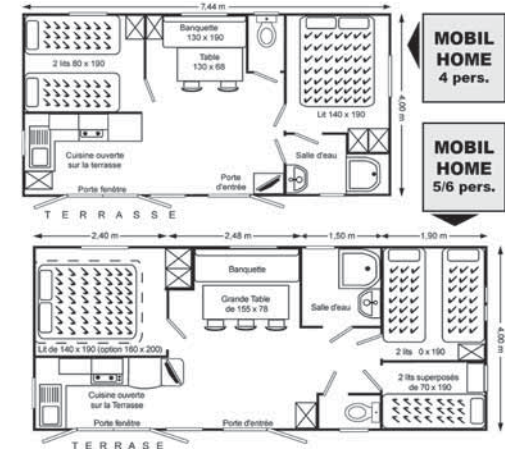 7,44 m
Banquette
130 x 190
2 lits 80 x 190
Table
130 x 68
Lit 140 x 190
4,00 m
MOBIL
HOME
4 pers.
Cuisine ouverte
sur la terrasse
Salle d'eau
Porte
d'entrée
Porte fenêtre
TERRASSE
MOBIL
HOME
5/6 pers.
2,40 m
2,48 m
1,50 m
1,90 m
Banquette
Grande Table
de 155 x 78
Salle d'eau
4,00 m
Lit de 140 x 190 (option 160 x 200)
2 lits 0 x 190
2 lits superposés
de 70 x 190
Cuisine ouverte
sur la Terrasse
Porte fenêtre
Porte d'entrée
TERRASE